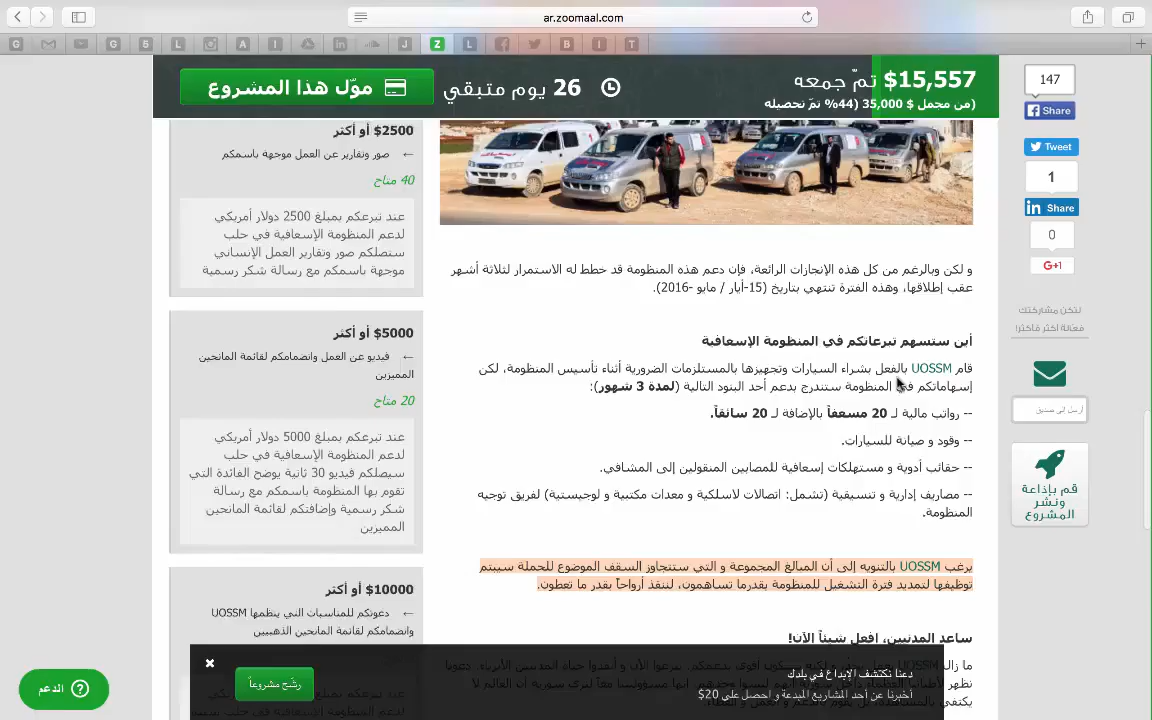 ar.zoomaal.com
$15,557 تمّ جمعه
(من مجمل $ 35,000 (44% تمّ تحصيله
26 يوم متبقي
موّل هذا المشروع
147
Share
Tweet
1
Share
0
G+1
لتكن مشاركتك
فعّالة أكثر فأكثر!
أرسل إلى صديق
قم بإذاعة
ونشر
المشروع
و لكن وبالرغم من كل هذه الإنجازات الرائعة، فإن دعم هذه المنظومة قد خطط له الاستمرار لثلاثة أشهر
عقب إطلاقها، وهذه الفترة تنتهي بتاريخ (15-أيار / مايو -2016).
أين ستسهم تبرعاتكم في المنظومة الإسعافية
قام UOSSM بالفعل بشراء السيارات وتجهيزها بالمستلزمات الضرورية أثناء تأسيس المنظومة، لكن
إسهاماتكم في المنظومة ستندرج بدعم أحد البنود التالية (لمدة 3 شهور):
-- رواتب مالية لـ 20 مسعفاً بالإضافة لـ 20 سائقاً.
-- وقود و صيانة للسيارات.
-- حقائب أدوية و مستهلكات إسعافية للمصابين المنقولين إلى المشافي.
-- مصاريف إدارية و تنسيقية (تشمل: اتصالات لاسلكية و معدات مكتبية و لوجيستية) لفريق توجيه
المنظومة.
يرغب UOSSM بالتنويه إلى أن المبالغ المجموعة و التي ستتجاوز السقف الموضوع للحملة سيتم
توظيفها لتمديد فترة التشغيل للمنظومة بقدرما تساهمون، لننقذ أرواحاً بقدر ما تعطون.
ساعد المدنيين، افعل شيئاً الآن!
ما زال UOSSM
$2500 أو أكثر
← صور وتقارير عن العمل موجهة باسمكم
40 متاح
عند تبرعكم بمبلغ 2500 دولار أمريكي
لدعم المنظومة الإسعافية في حلب
ستصلكم صور وتقارير العمل الإنساني
موجهة باسمكم مع رسالة شكر رسمية
$5000 أو أكثر
← فيديو عن العمل وانضمامكم لقائمة المانحين
المميزين
20 متاح
عند تبرعكم بمبلغ 5000 دولار أمريكي
لدعم المنظومة الإسعافية في حلب
سيصلكم فيديو 30 ثانية يوضح الفائدة التي
تقوم بها المنظومة باسمكم مع رسالة
شكر رسمية وإضافتكم لقائمة المانحين
المميزين
$10000 أو أكثر
← دعوتكم للمناسبات التي ينظمها UOSSM
وانضمامكم لقائمة المانحين الذهبيين
دعنا نكتشف الإبداع في بلدك
أخبرنا عن أحد المشاريع المبدعة و احصل على 20$
رشّح مشروعاً
الدعم